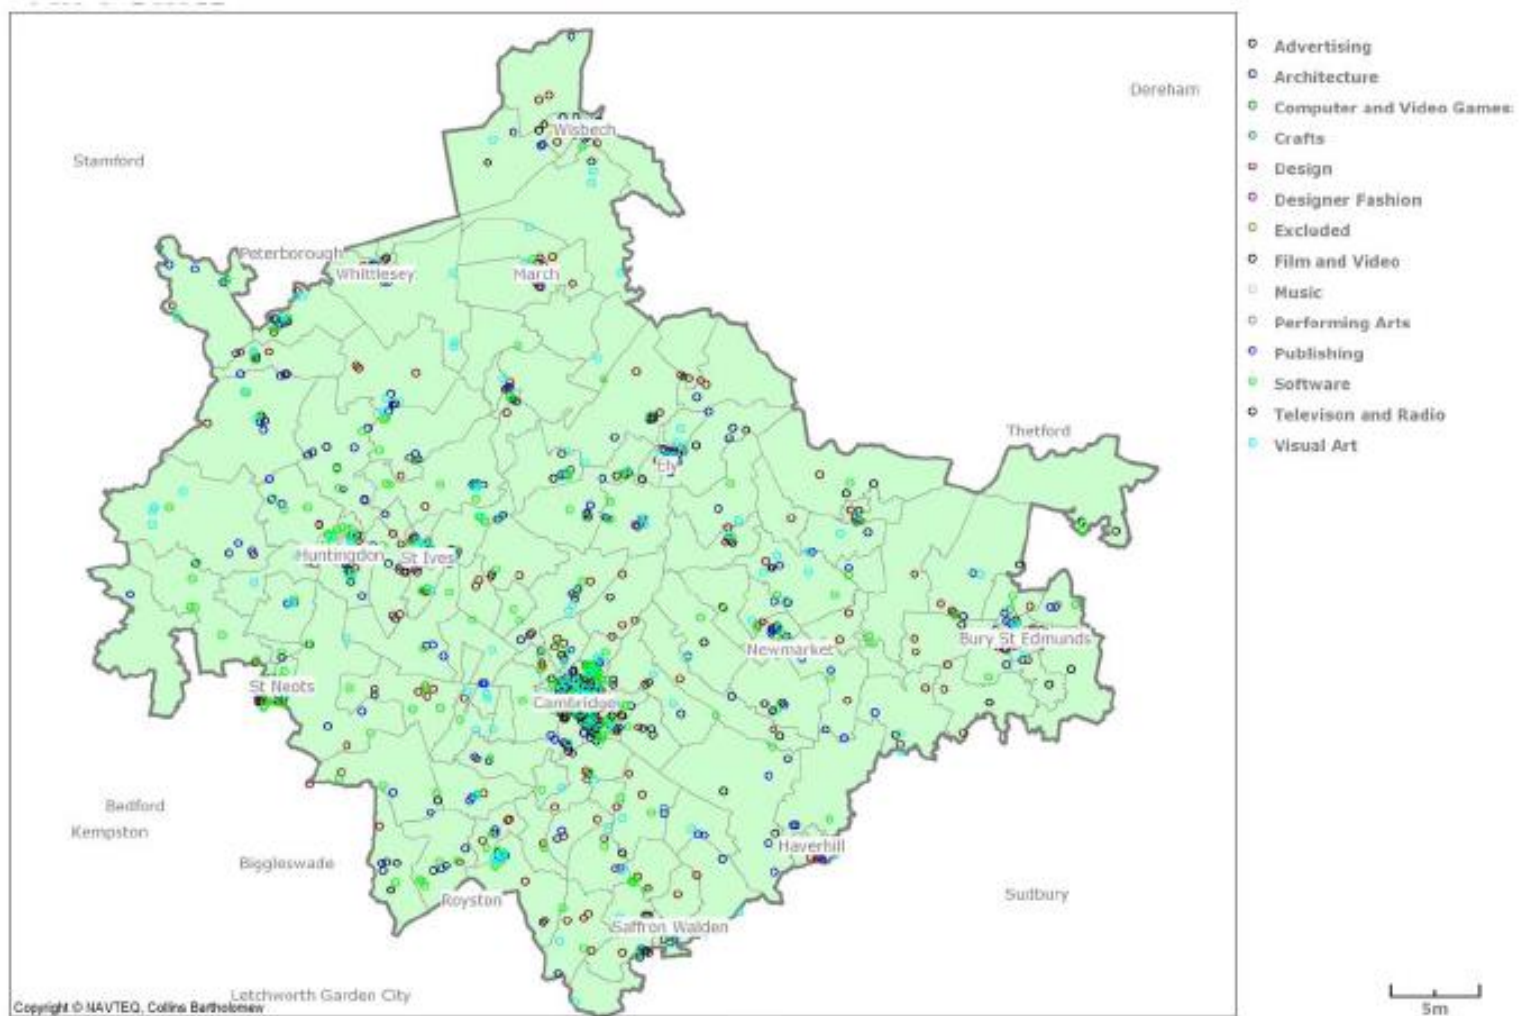 Dereham
Wisbech
Stamford
Peterborough
Whittlesey
March
Thetford
Ely
Huntingdon
St Ives
Bury St Edmunds
Newmarket
St Neots
Cambridge
Bedford
Kempston
Haverhill
Biggleswade
Sudbury
Royston
Saffron Walden
Letchworth Garden City
Copyright © NAVTEQ, Collins Bartholomew
Advertising
Architecture
Computer and Video Games
Crafts
Design
Designer Fashion
Excluded
Film and Video
Music
Performing Arts
Publishing
Software
Televison and Radio
Visual Art
5m